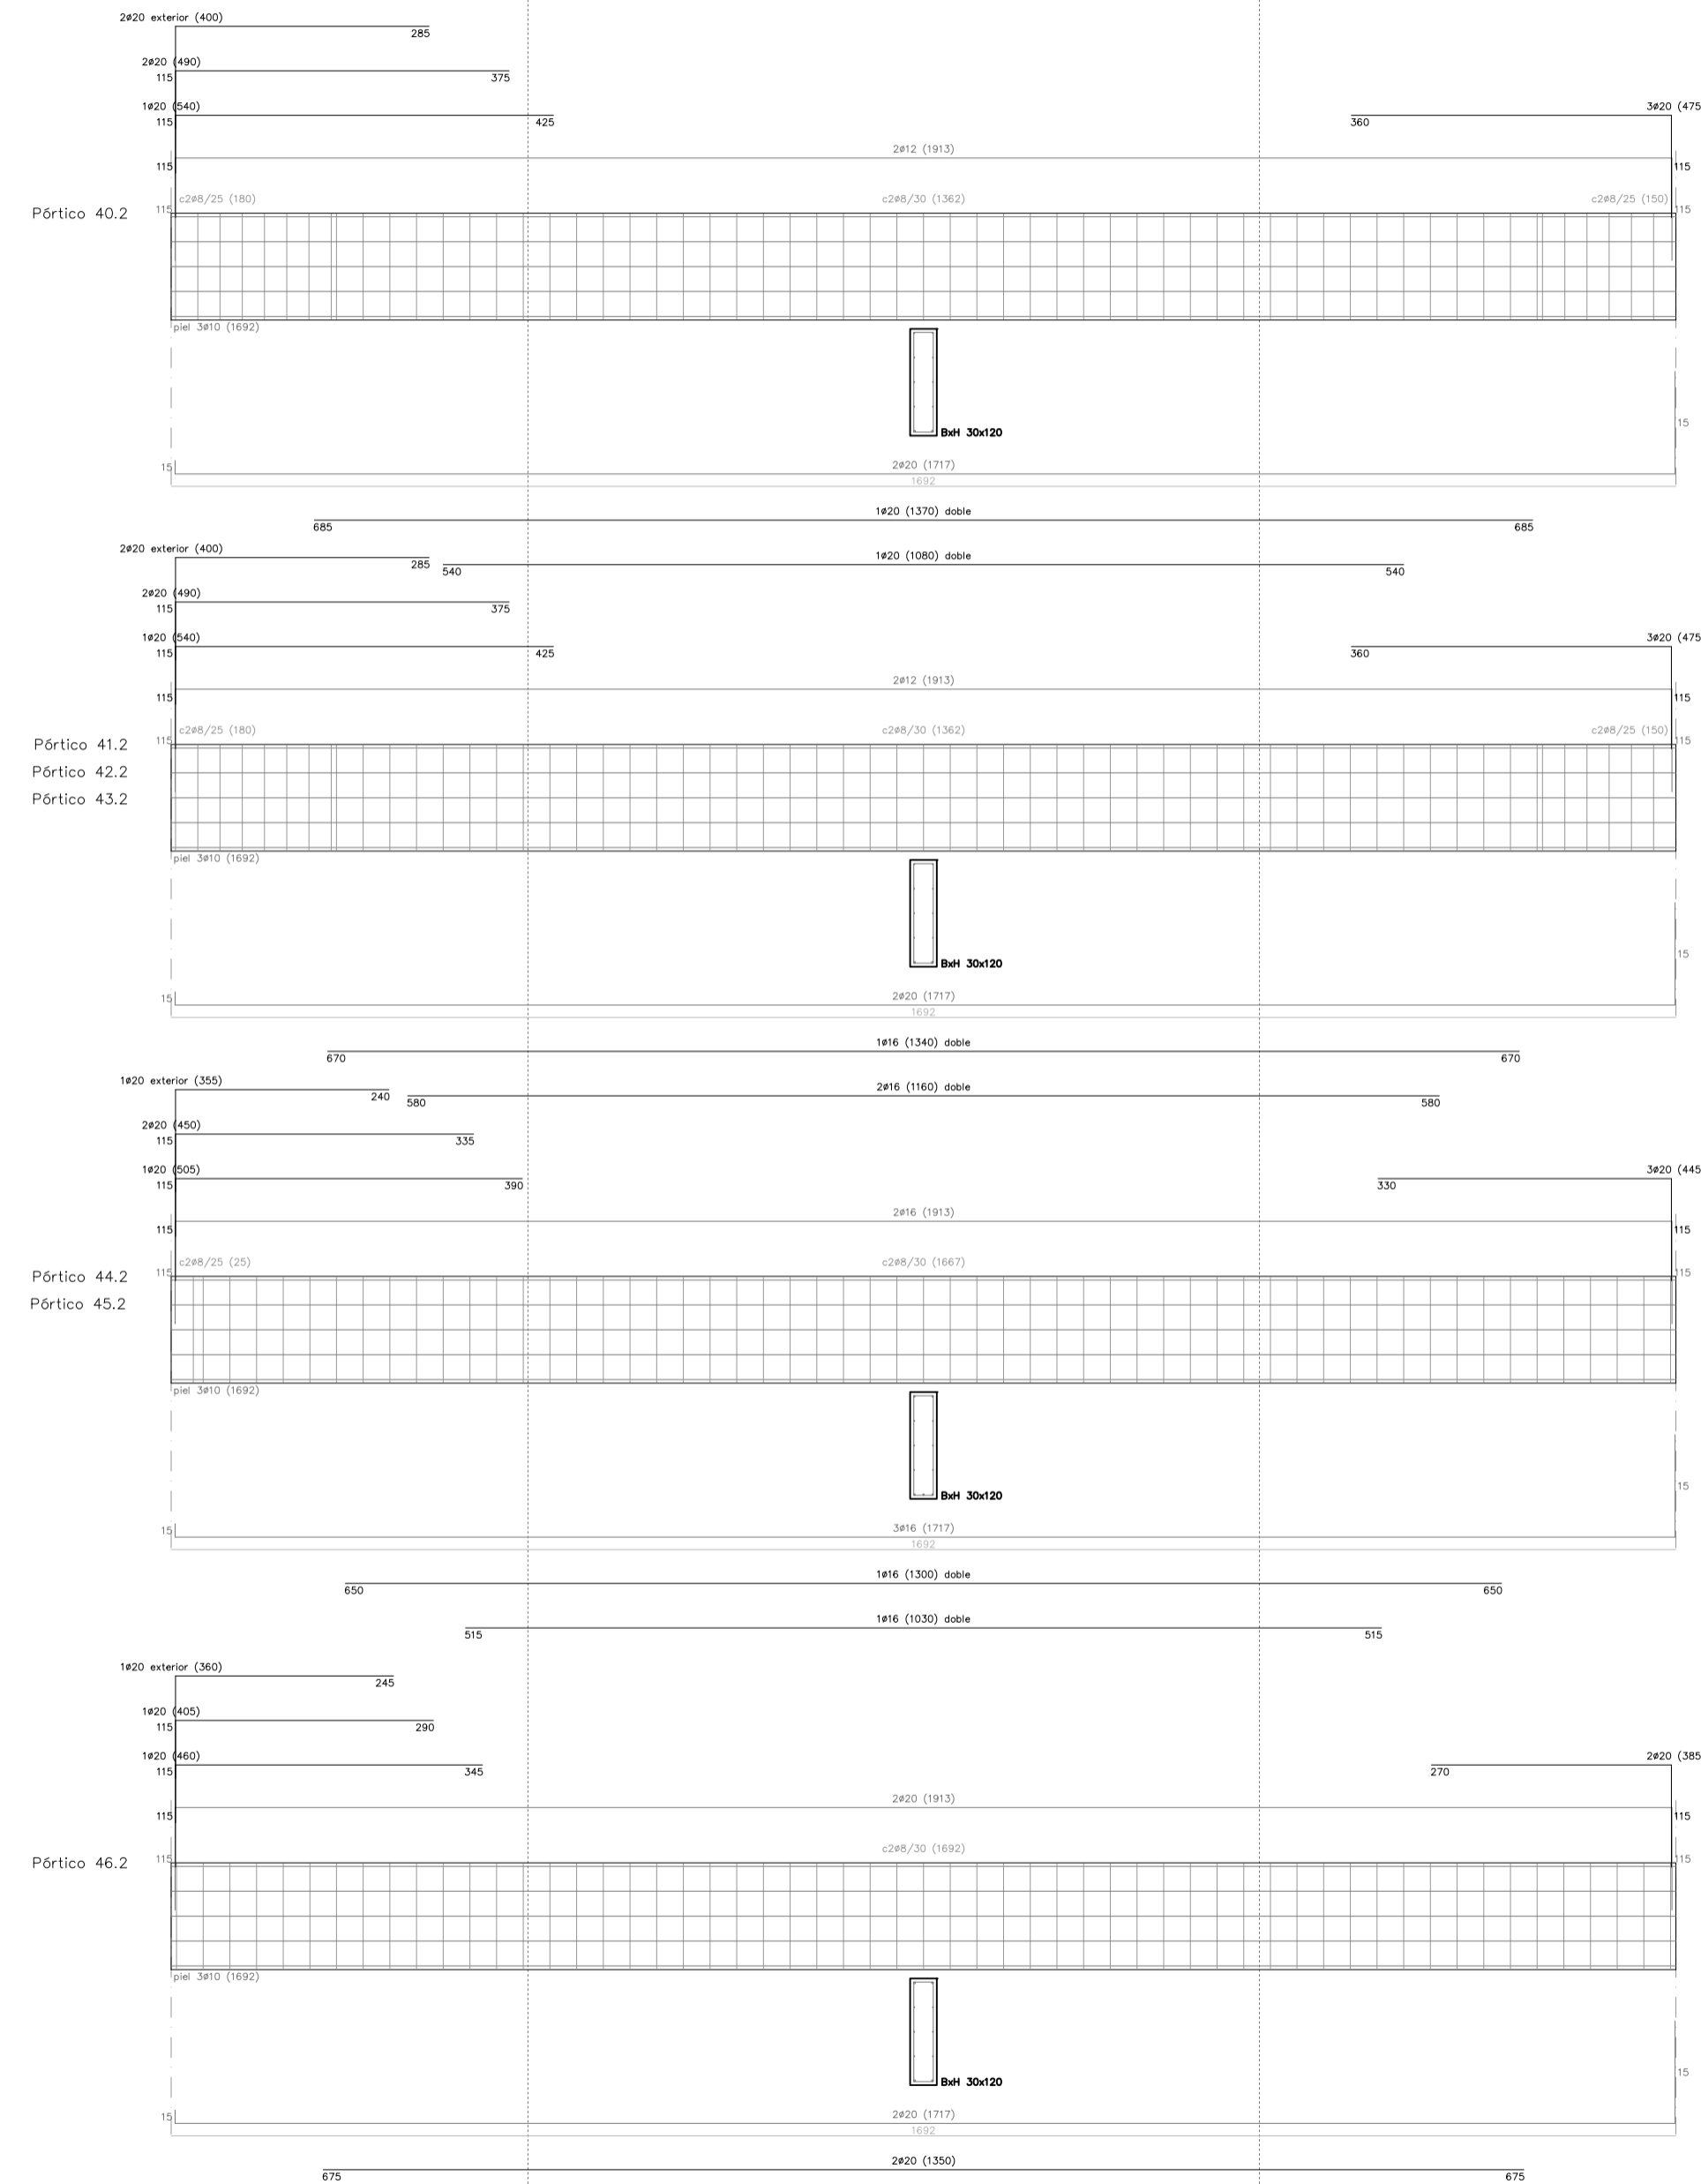 2ø20 exterior (400)
285
2ø20 (490)
115
375
1ø20 (540)
3ø20 (475
115
425
360
2ø12 (1913)
115
115
c2ø8/25 (180)
c2ø8/30 (1362)
c2ø8/25 (150)
Pórtico 40.2
115
115
piel 3ø10 (1692)
15
BxH 30x120
15
2ø20 (1717)
1692
1ø20 (1370) doble
685
685
2ø20 exterior (400)
1ø20 (1080) doble
285
540
540
2ø20 (490)
115
375
1ø20 (540)
3ø20 (475
115
425
360
2ø12 (1913)
115
115
c2ø8/25 (180)
c2ø8/30 (1362)
c2ø8/25 (150)
Pórtico 41.2
115
115
Pórtico 42.2
Pórtico 43.2
piel 3ø10 (1692)
15
BxH 30x120
15
2ø20 (1717)
1692
1ø16 (1340) doble
670
670
1ø20 exterior (355)
2ø16 (1160) doble
240
580
580
2ø20 (450)
115
335
1ø20 (505)
3ø20 (445
115
390
330
2ø16 (1913)
115
115
c2ø8/25 (25)
c2ø8/30 (1667)
Pórtico 44.2
115
115
Pórtico 45.2
piel 3ø10 (1692)
15
BxH 30x120
15
3ø16 (1717)
1692
1ø16 (1300) doble
650
650
1ø16 (1030) doble
515
515
1ø20 exterior (360)
245
1ø20 (405)
115
290
1ø20 (460)
2ø20 (385
115
345
270
2ø20 (1913)
115
115
c2ø8/30 (1692)
Pórtico 46.2
115
115
piel 3ø10 (1692)
15
BxH 30x120
15
2ø20 (1717)
1692
2ø20 (1350)
675
675